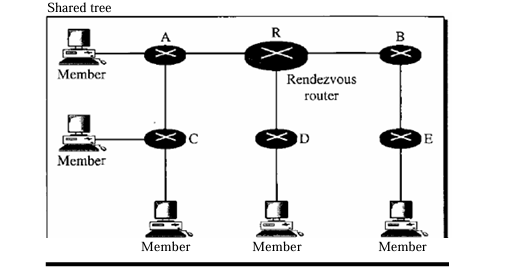 Shared tree
A R B
Member
Rendezvous
router
C D E
Member
Member Member Member